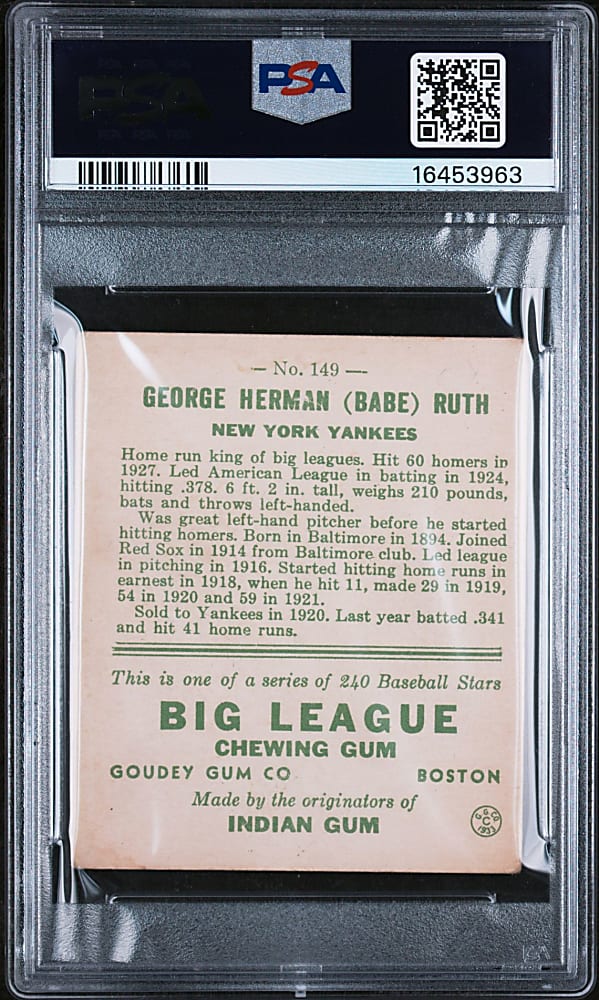 PSA
PSA
16453963
— No. 149 —
GEORGE HERMAN (BABE) RUTH
NEW YORK YANKEES
Home run king of big leagues. Hit 60 homers in
1927. Led American League in batting in 1924,
hitting .378. 6 ft. 2 in. tall, weighs 210 pounds,
bats and throws left-handed.
Was great left-hand pitcher before he started
hitting homers. Born in Baltimore in 1894. Joined
Red Sox in 1914 from Baltimore club. Led league
in pitching in 1916. Started hitting home runs in
earnest in 1918, when he hit 11, made 29 in 1919,
54 in 1920 and 59 in 1921.
Sold to Yankees in 1920. Last year batted .341
and hit 41 home runs.
This is one of a series of 240 Baseball Stars
BIG LEAGUE
CHEWING GUM
GOUDEY GUM CO BOSTON
Made by the originators of
INDIAN GUM
G.G.CO.
C
1933
PSA